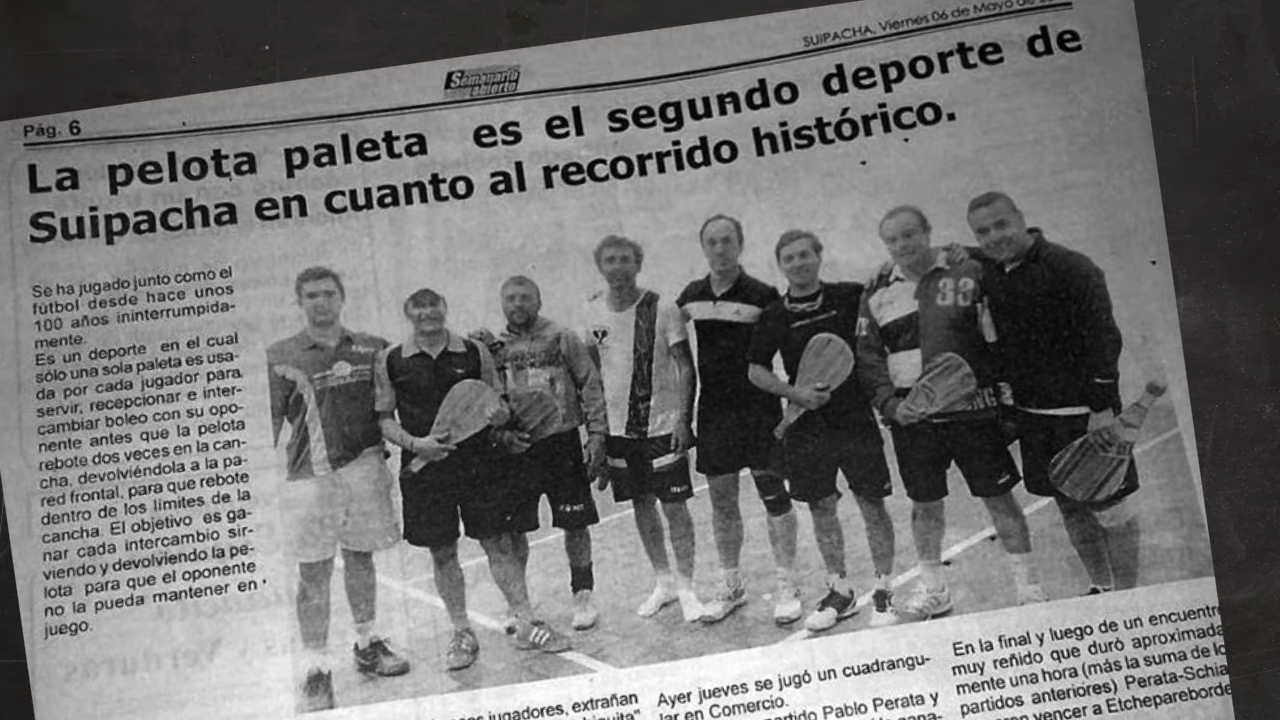 SUIPACHA, Viernes 06 de Mayo de
Semanario
abierto
Pág. 6
La pelota paleta es el segundo deporte de
Suipacha en cuanto al recorrido histórico.
Se ha jugado junto como el
fútbol desde hace unos
100 años ininterrumpida-
mente.
Es un deporte en el cual
sólo una sola paleta es usa-
da por cada jugador para
servir, recepcionar e inter-
cambiar boleo con su opo-
nente antes que la pelota
rebote dos veces en la can-
cha, devolviéndola a la pa-
red frontal, para que rebote
dentro de los límites de la
cancha. El objetivo es ga-
nar cada intercambio sir-
viendo y devolviendo la pe-
lota para que el oponente
no la pueda mantener en
juego.
33
jugadores, extrañan
Ayer jueves se jugó un cuadrangu-
lar en Comercio.
Pablo Perata y
En la final y luego de un encuentro
muy reñido que duró aproximada
mente una hora (más la suma de
partidos anteriores) Perata-Schia
vencer a Etchepareborde